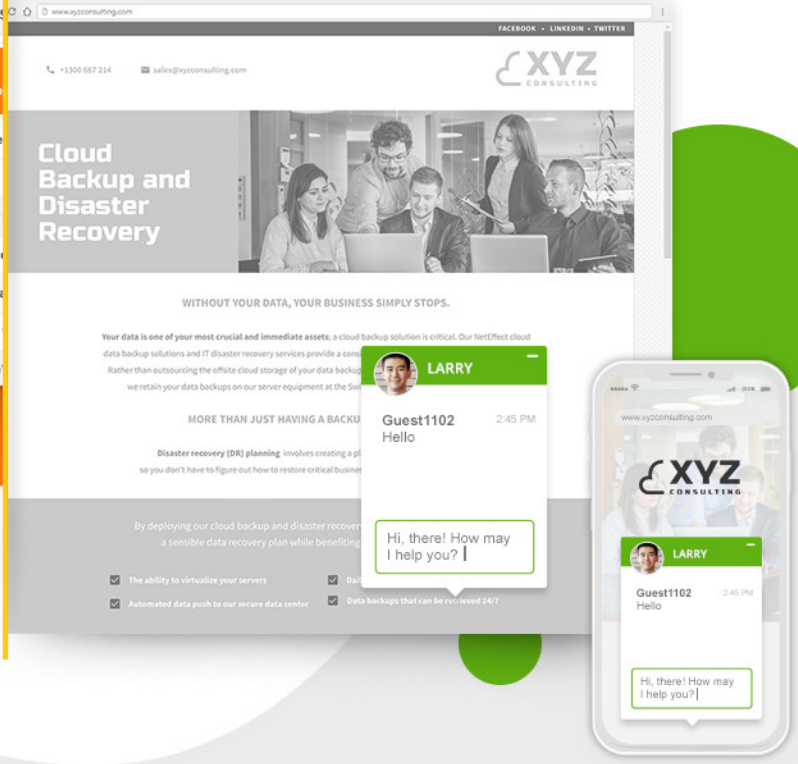 www.xyzconsulting.com
FACEBOOK • LINKEDIN • TWITTER
+1300 667 214
sales@xyzconsulting.com
XYZ
CONSULTING
Cloud
Backup and
Disaster
Recovery
WITHOUT YOUR DATA, YOUR BUSINESS SIMPLY STOPS.
Your data is one of your most crucial and immediate assets; a cloud backup solution is critical. Our NetEffect cloud
data backup solutions and IT disaster recovery services provide a cons
Rather than outsourcing the offsite cloud storage of your data backup
we retain your data backups on our server equipment at the Sw
MORE THAN JUST HAVING A BACKU
Disaster recovery (DR) planning involves creating a pl
so you don't have to figure out how to restore critical busines
By deploying our cloud backup and disaster recover
a sensible data recovery plan while benefiting
The ability to virtualize your servers
Dail
Automated data push to our secure data center
Data backups that can be retrieved 24/7
LARRY
Guest1102 2:45 PM
Hello
Hi, there! How may
I help you?
www.xyzconsulting.com
XYZ
CONSULTING
LARRY
Guest1102 2:45 PM
Hello
Hi, there! How may
I help you?